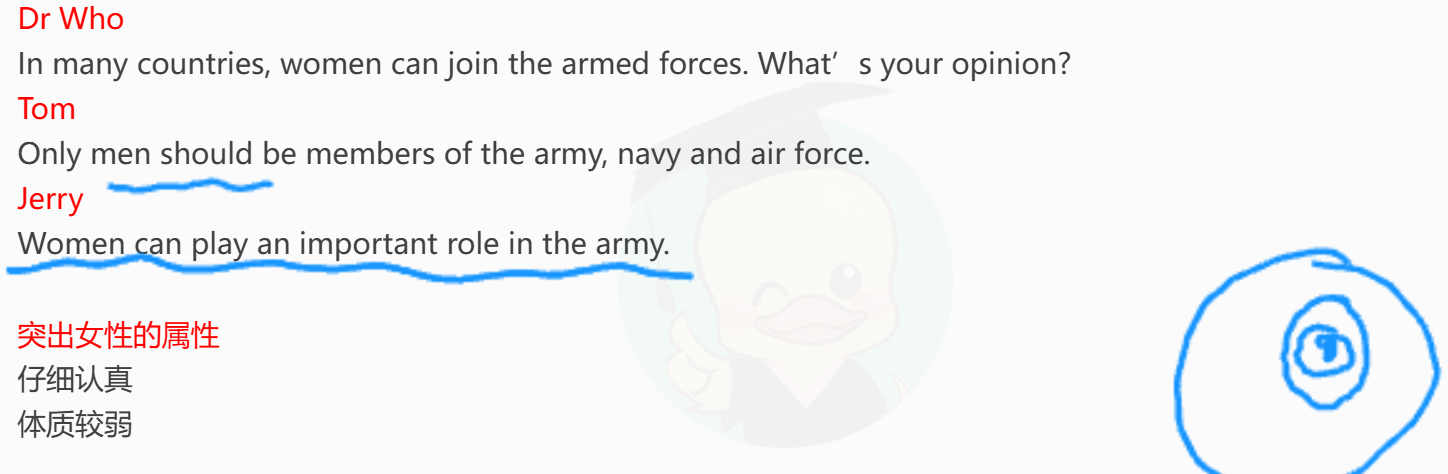 Dr Who
In many countries, women can join the armed forces. What’s your opinion?
Tom
Only men should be members of the army, navy and air force.
Jerry
Women can play an important role in the army.
突出女性的属性
仔细认真
体质较弱